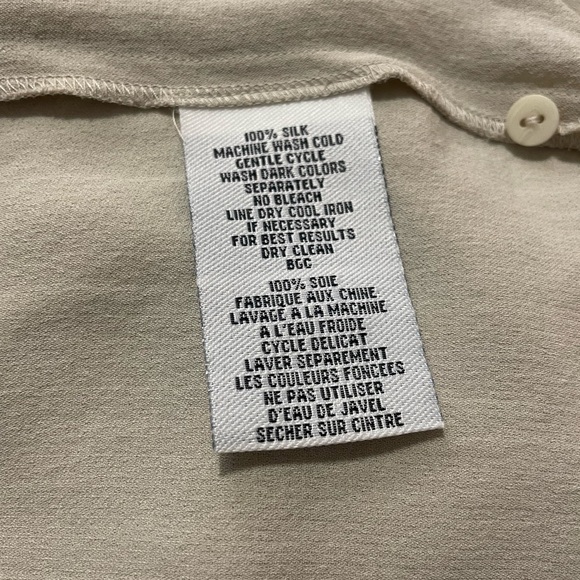 100% SILK
MACHINE WASH COLD
GENTLE CYCLE
WASH DARK COLORS
SEPARATELY
NO BLEACH
LINE DRY COOL IRON
IF NECESSARY
FOR BEST RESULTS
DRY CLEAN
BGC
100% SOIE
FABRIQUE AUX CHINE
LAVAGE A LA MACHINE
A L'EAU FROIDE
CYCLE DELICAT
LAVER SEPAREMENT
LES COULEURS FONCEES
NE PAS UTILISER
D'EAU DE JAVEL
SECHER SUR CINTRE